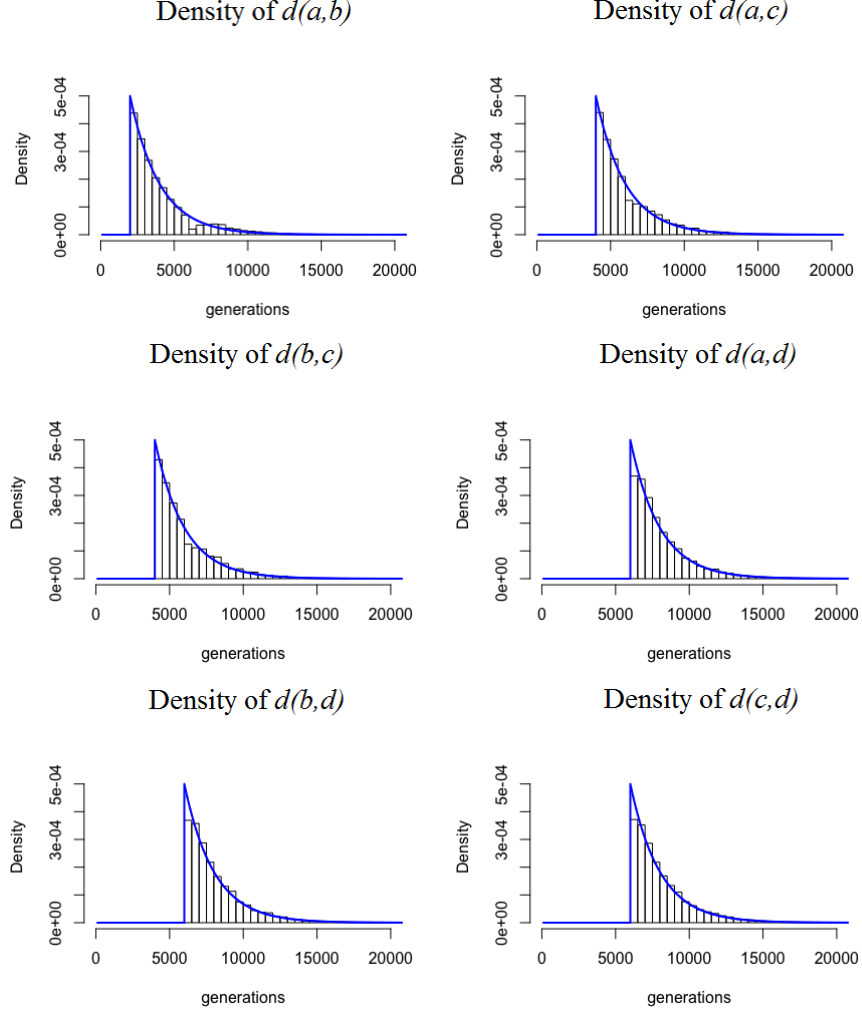 Density of d(a,b)
5e-04
3e-04
0e+00
Density
0 5000 10000 15000 20000
generations
Density of d(a,c)
5e-04
3e-04
0e+00
Density
0 5000 10000 15000 20000
generations
Density of d(b,c)
5e-04
3e-04
0e+00
Density
0 5000 10000 15000 20000
generations
Density of d(a,d)
5e-04
3e-04
0e+00
Density
0 5000 10000 15000 20000
generations
Density of d(b,d)
5e-04
3e-04
0e+00
Density
0 5000 10000 15000 20000
generations
Density of d(c,d)
5e-04
3e-04
0e+00
Density
0 5000 10000 15000 20000
generations